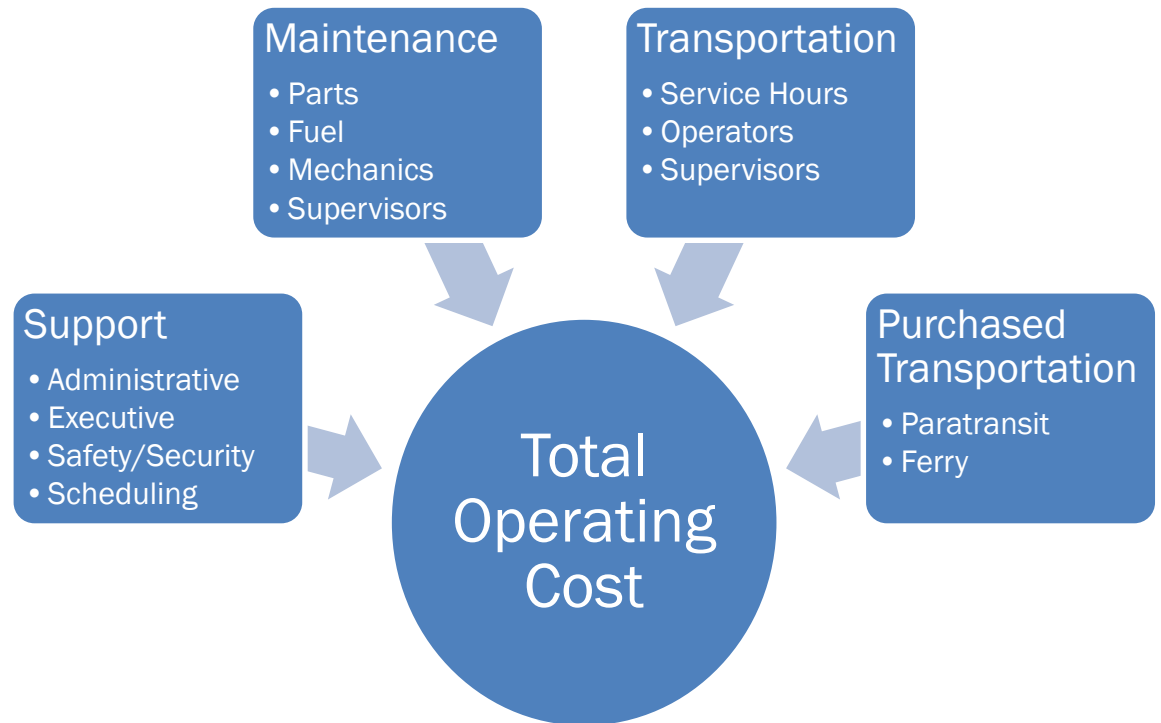 Maintenance
• Parts
• Fuel
• Mechanics
• Supervisors
Transportation
• Service Hours
• Operators
• Supervisors
Support
• Administrative
• Executive
• Safety/Security
• Scheduling
Purchased
Transportation
• Paratransit
• Ferry
Total
Operating
Cost